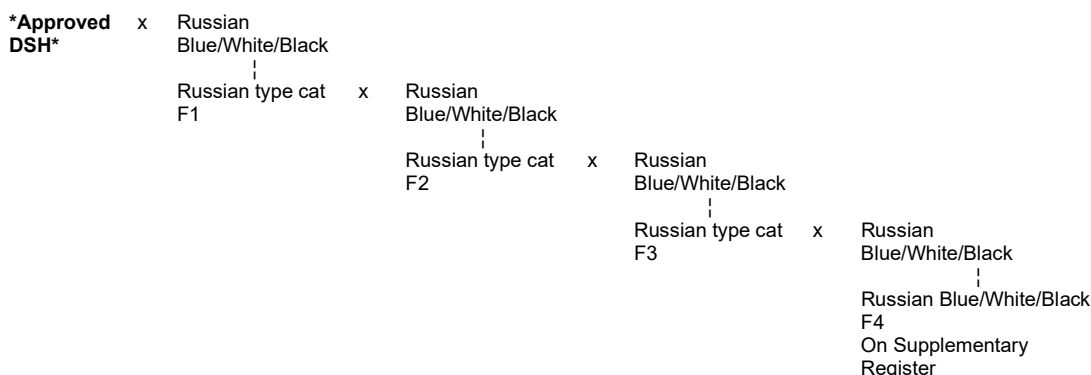 *Approved x Russian
DSH* Blue/White/Black
Russian type cat x Russian
F1 Blue/White/Black
Russian type cat x Russian
F2 Blue/White/Black
Russian type cat x Russian
F3 Blue/White/Black
Russian Blue/White/Black
F4
On Supplementary
Register